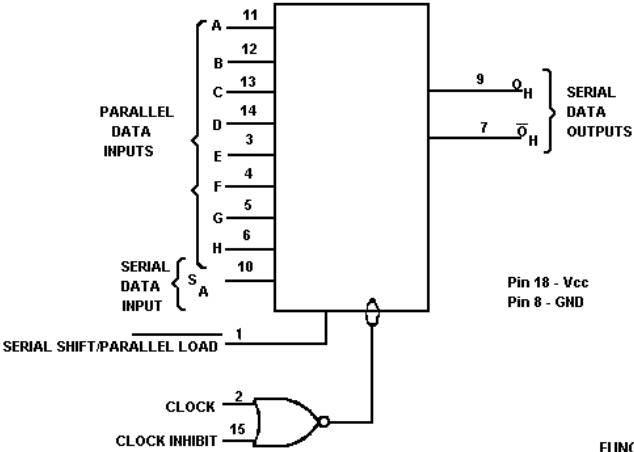 A 11
B 12
C 13
D 14
E 3
F 4
G 5
H 6
PARALLEL
DATA
INPUTS
SERIAL
DATA
INPUT
S A 10
9 Q H
7 Q̅ H
SERIAL
DATA
OUTPUTS
Pin 18 - Vcc
Pin 8 - GND
SERIAL SHIFT/PARALLEL LOAD 1
CLOCK 2
CLOCK INHIBIT 15
FUNC